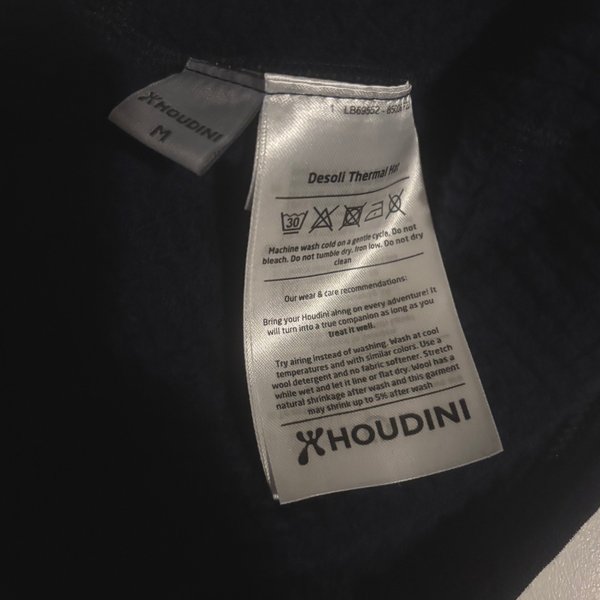 HOUDINI
M
1 LB69552 - 850
Desoli Thermal Hat
30
Machine wash cold on a gentle cycle. Do not
bleach. Do not tumble dry. Iron low. Do not dry
clean
Our wear & care recommendations:
Bring your Houdini along on every adventure! It
will turn into a true companion as long as you
treat it well.
Try airing instead of washing. Wash at cool
temperatures and with similar colors. Use a
wool detergent and no fabric softener. Stretch
while wet and let it line or flat dry. Wool has a
natural shrinkage after wash and this garment
may shrink up to 5% after wash
HOUDINI